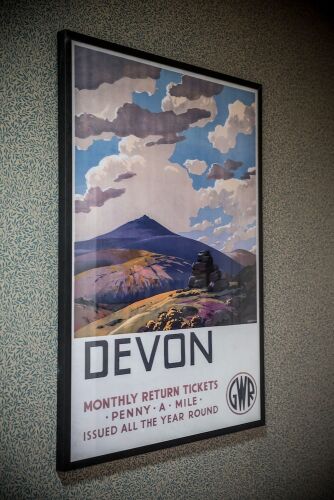 DEVON
MONTHLY RETURN TICKETS
· PENNY · A · MILE ·
ISSUED ALL THE YEAR ROUND
GWR